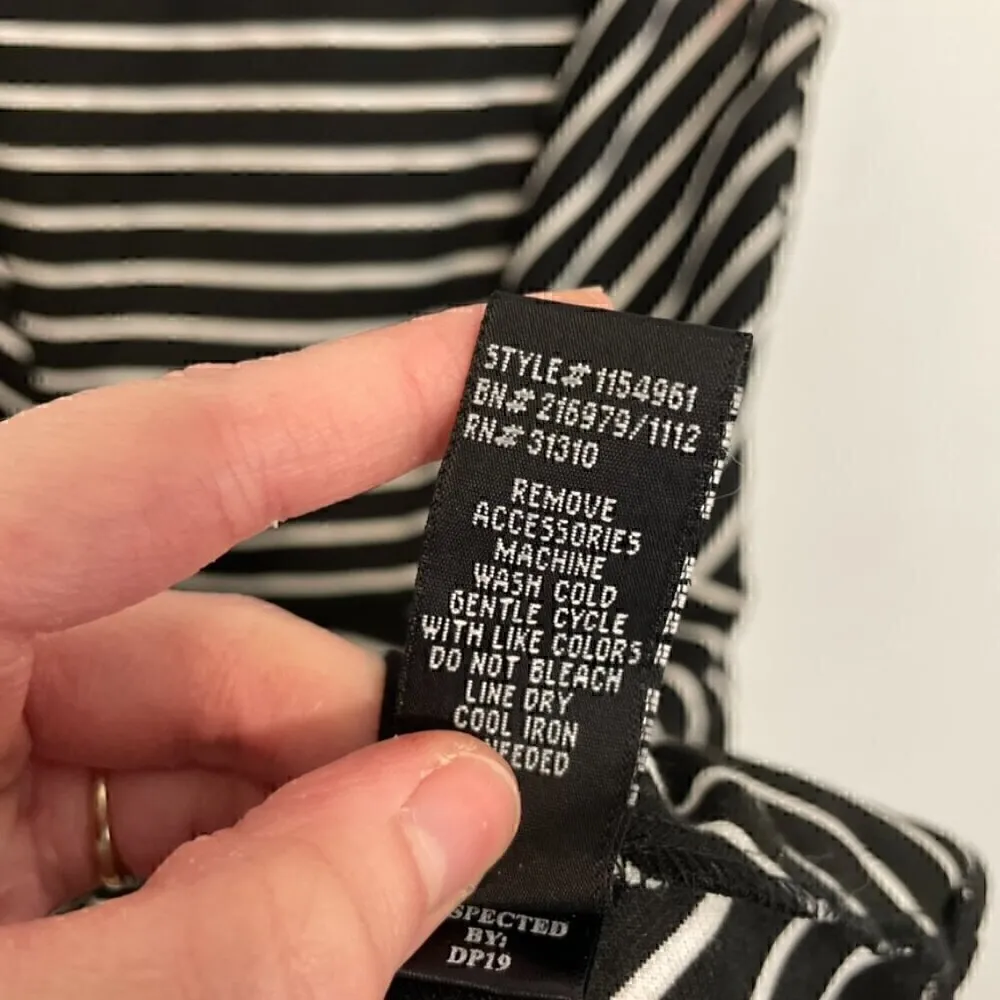 STYLE# 1154961
BN# 216979/1112
RN# 31310
REMOVE
ACCESSORIES
MACHINE
WASH COLD
GENTLE CYCLE
WITH LIKE COLORS
DO NOT BLEACH
LINE DRY
COOL IRON
NEEDED
SPECTED
BY:
DP19